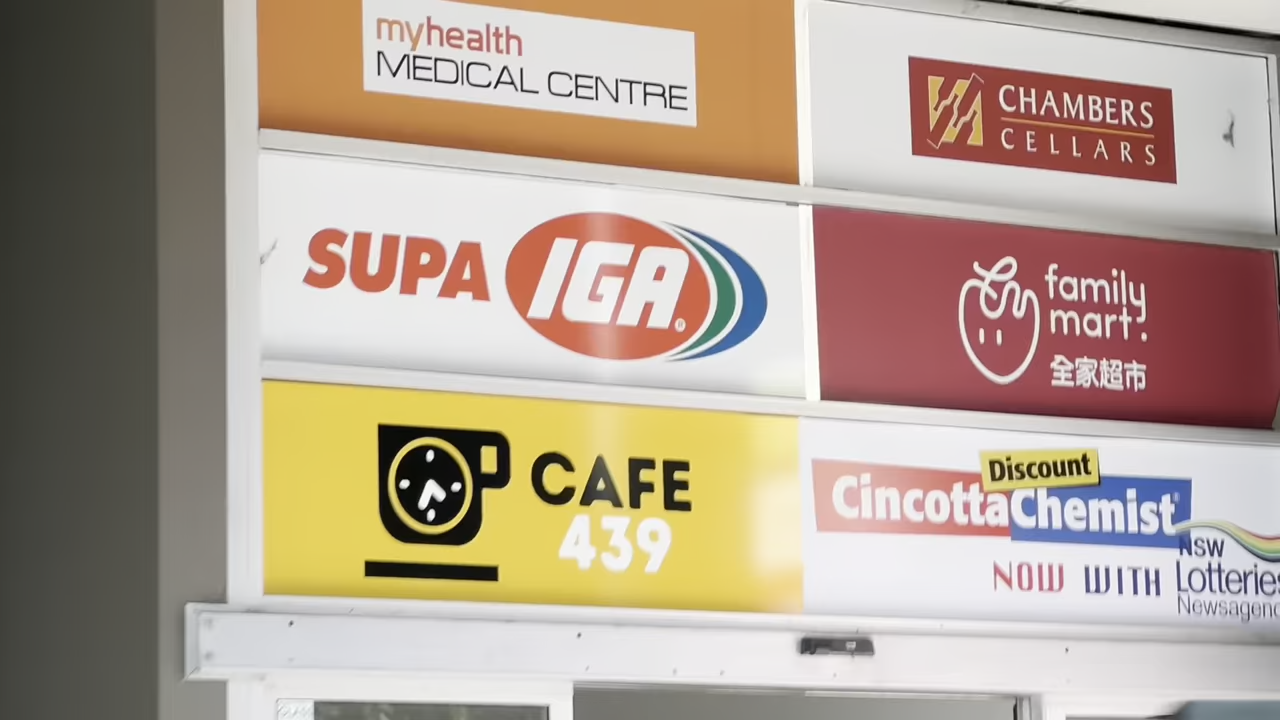 myhealth
MEDICAL CENTRE
CHAMBERS
CELLARS
SUPA IGA
family
mart.
全家超市
CAFE
439
Discount
CincottaChemist
NOW WITH
NSW
Lotteries
Newsagenc